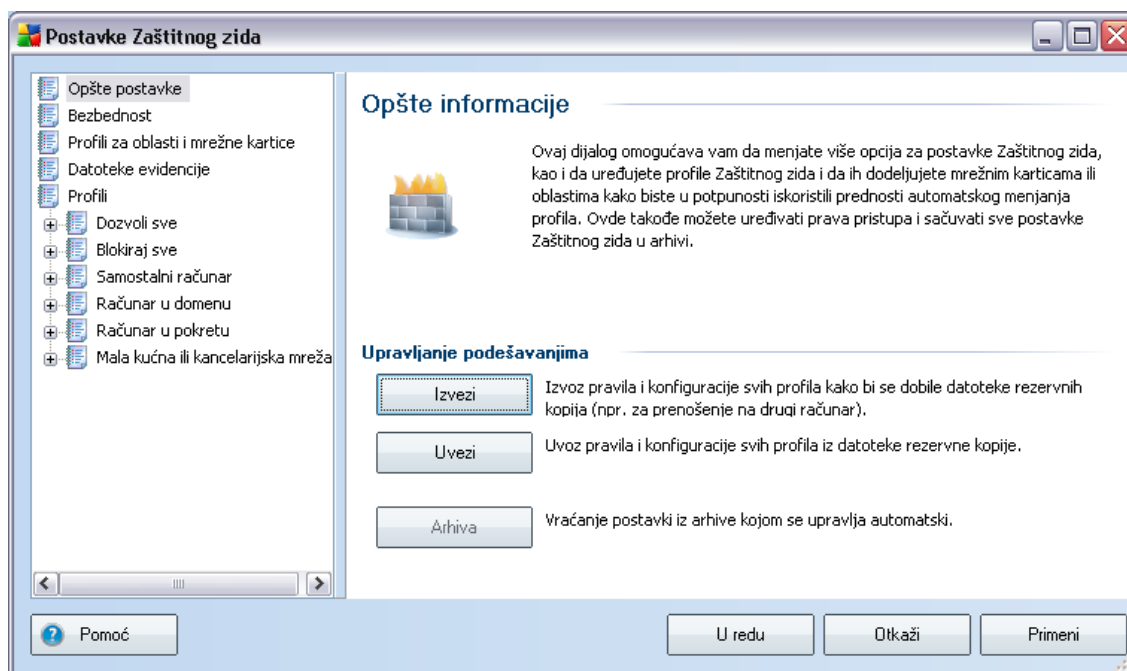 Postavke Zaštitnog zida
Opšte postavke
Bezbednost
Profili za oblasti i mrežne kartice
Datoteke evidencije
Profili
Dozvoli sve
Blokiraj sve
Samostalni računar
Računar u domenu
Računar u pokretu
Mala kućna ili kancelarijska mreža
Opšte informacije
Ovaj dijalog omogućava vam da menjate više opcija za postavke Zaštitnog zida,
kao i da uređujete profile Zaštitnog zida i da ih dodeljujete mrežnim karticama ili
oblastima kako biste u potpunosti iskoristili prednosti automatskog menjanja
profila. Ovde takođe možete uređivati prava pristupa i sačuvati sve postavke
Zaštitnog zida u arhivi.
Upravljanje podešavanjima
Izvezi
Izvoz pravila i konfiguracije svih profila kako bi se dobile datoteke rezervnih
kopija (npr. za prenošenje na drugi računar).
Uvezi
Uvoz pravila i konfiguracije svih profila iz datoteke rezervne kopije.
Arhiva
Vraćanje postavki iz arhive kojom se upravlja automatski.
Pomoć
U redu
Otkaži
Primeni